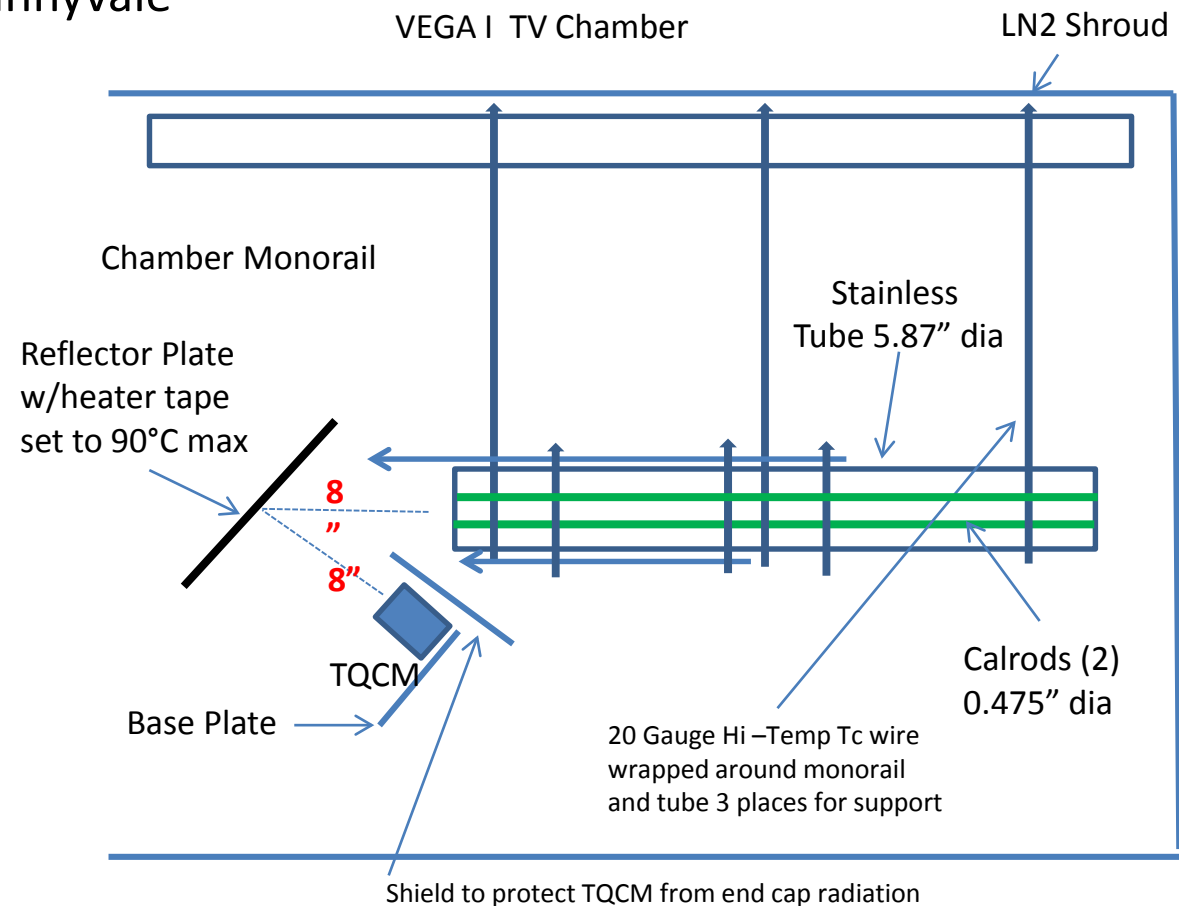 VEGA I  TV Chamber
LN2 Shroud
Chamber Monorail
Stainless
Tube 5.87” dia
Reflector Plate
w/heater tape
set to 90°C max
8
”
8”
TQCM
Base Plate
Calrods (2)
0.475” dia
20 Gauge Hi –Temp Tc wire
wrapped around monorail
and tube 3 places for support
Shield to protect TQCM from end cap radiation